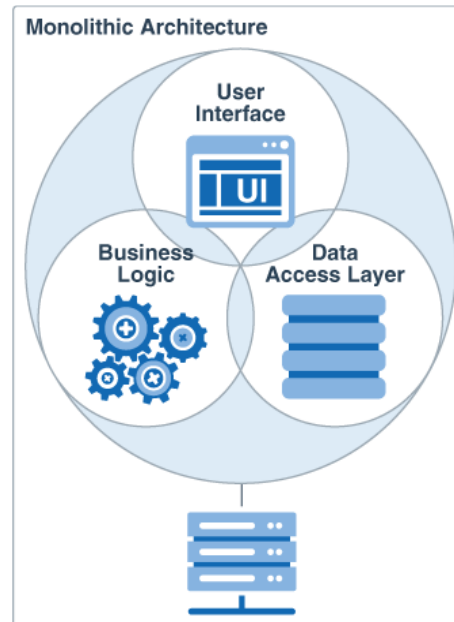 Monolithic Architecture
User
Interface
UI
Business
Logic
Data
Access Layer